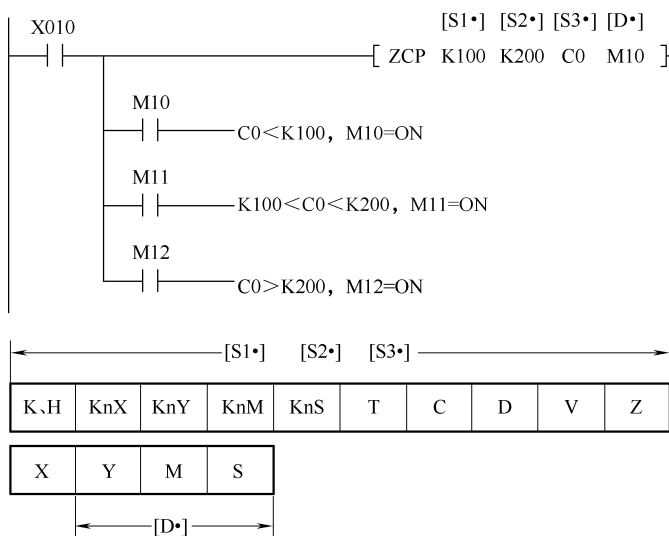 [S1•] [S2•] [S3•] [D•]
X010
[ ZCP K100 K200 C0 M10 ]
M10
C0<K100，M10=ON
M11
K100<C0<K200，M11=ON
M12
C0>K200，M12=ON
[S1•] [S2•] [S3•]
K、H KnX KnY KnM KnS T C D V Z
X Y M S
[D•]